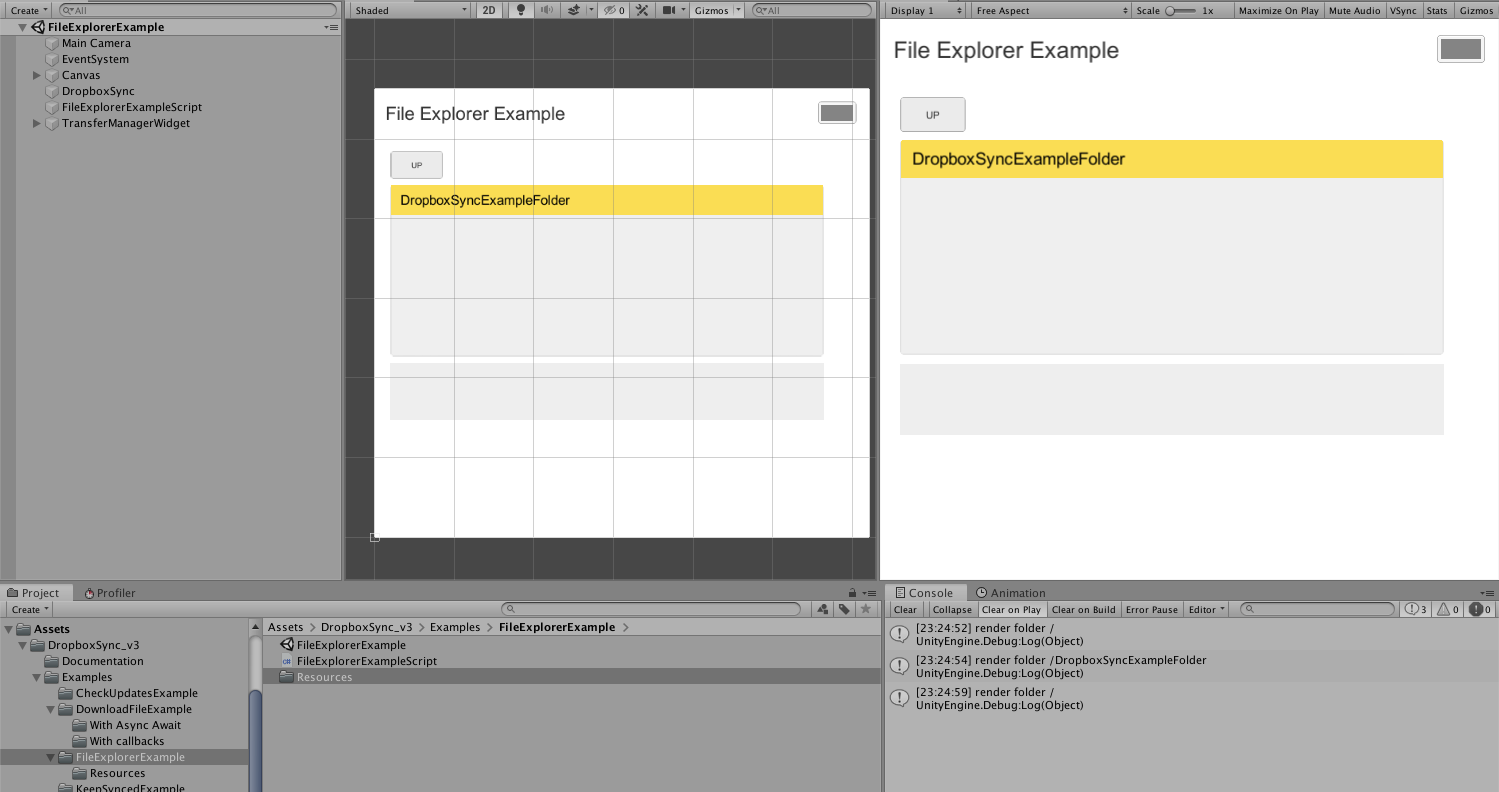 Create
All
FileExplorerExample
Main Camera
EventSystem
Canvas
DropboxSync
FileExplorerExampleScript
TransferManagerWidget
Shaded
2D
0
Gizmos
All
File Explorer Example
UP
DropboxSyncExampleFolder
Display 1
Free Aspect
Scale
1x
Maximize On Play
Mute Audio
VSync
Stats
Gizmos
File Explorer Example
UP
DropboxSyncExampleFolder
Project
Profiler
Create
Assets
DropboxSync_v3
Documentation
Examples
CheckUpdatesExample
DownloadFileExample
With Async Await
With callbacks
FileExplorerExample
Resources
KeepSyncedExample
Assets > DropboxSync_v3 > Examples > FileExplorerExample >
FileExplorerExample
FileExplorerExampleScript
Resources
Console
Animation
Clear
Collapse
Clear on Play
Clear on Build
Error Pause
Editor
3
0
0
[23:24:52] render folder /
UnityEngine.Debug:Log(Object)
[23:24:54] render folder /DropboxSyncExampleFolder
UnityEngine.Debug:Log(Object)
[23:24:59] render folder /
UnityEngine.Debug:Log(Object)